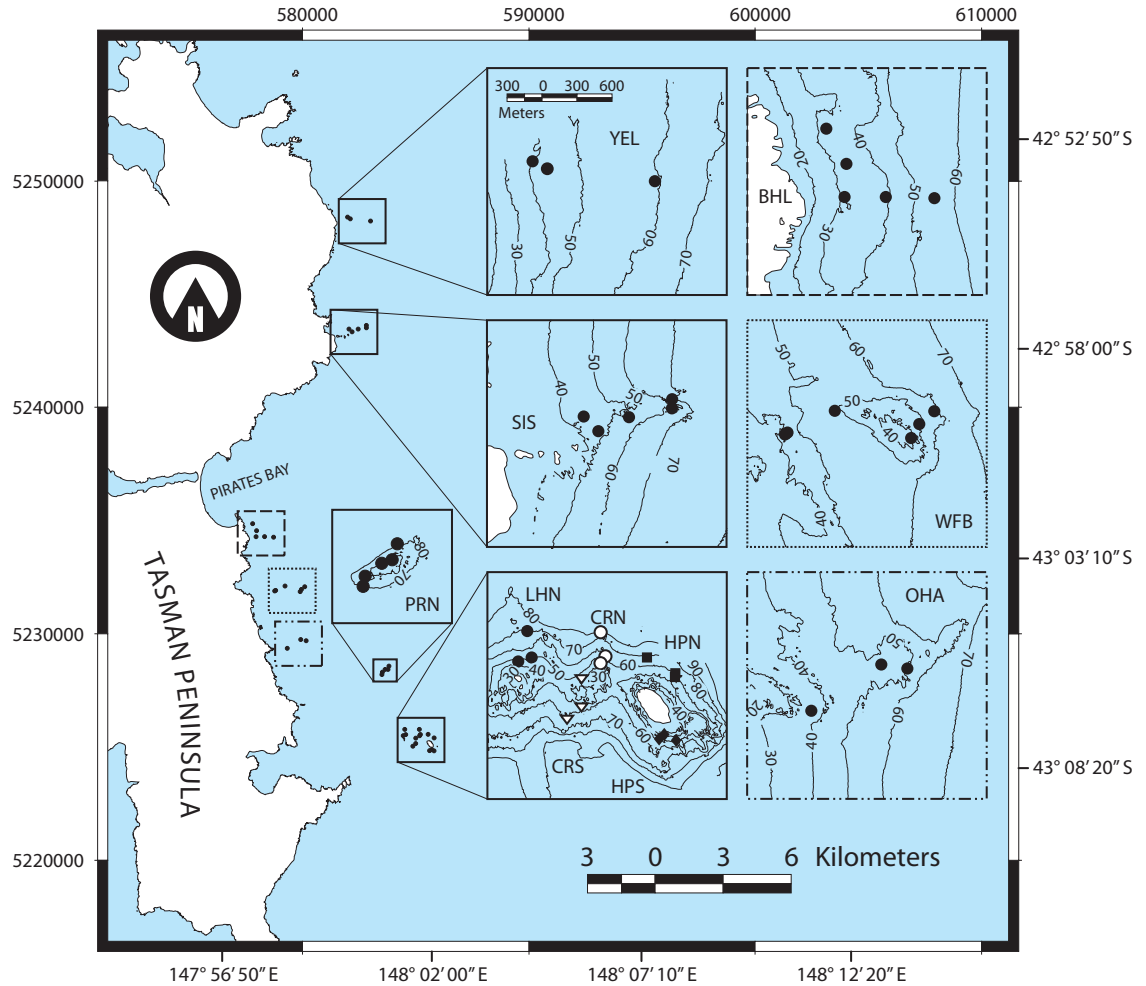 580000
590000
600000
610000
300 0 300 600
Meters
YEL
30
50
60
70
BHL
20
30
40
50
60
42° 52' 50" S
5250000
N
42° 58' 00" S
5240000
SIS
40
50
50
60
70
50
60
70
50
40
40
WFB
PIRATES BAY
43° 03' 10" S
80
70
PRN
TASMAN PENINSULA
5230000
LHN
CRN
HPN
80
70
60
90
80
50
40
30
30
40
70
60
CRS
HPS
OHA
50
70
40
20
60
40
30
43° 08' 20" S
5220000
3 0 3 6 Kilometers
147° 56' 50" E
148° 02' 00" E
148° 07' 10" E
148° 12' 20" E